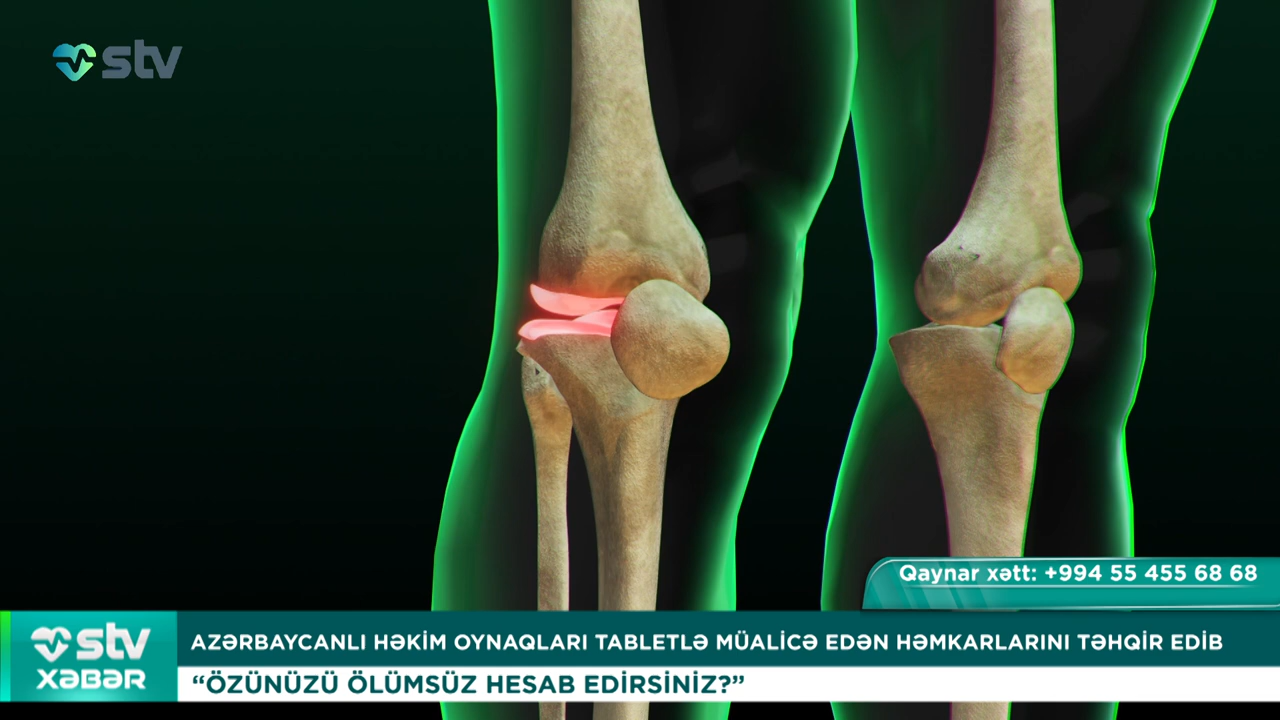 stv
Qaynar xətt: +994 55 455 68 68
stv
XƏBƏR
AZƏRBAYCANLI HƏKİM OYNAQLARI TABLETLƏ MÜALİCƏ EDƏN HƏMKARLARINI TƏHQİR EDİB
“ÖZÜNÜZÜ ÖLÜMSÜZ HESAB EDİRSİNİZ?”